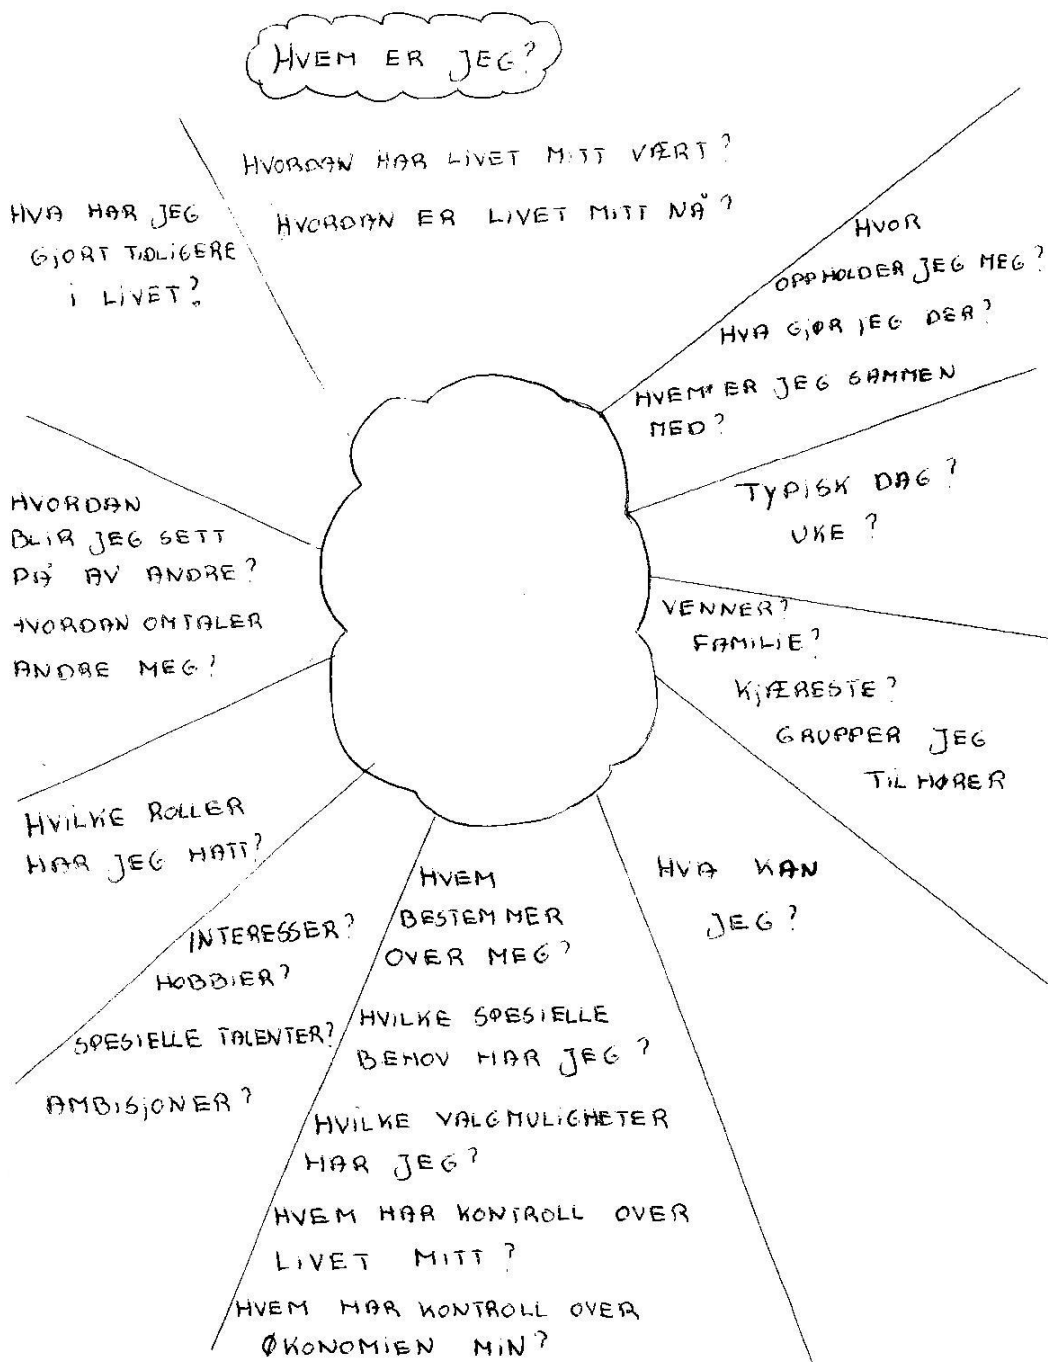 HVEM ER JEG?
HVORDAN HAR LIVET MITT VÆRT?
HVORDAN ER LIVET MITT NÅ?
HVOR
OPPHOLDER JEG MEG?
HVA GJØR JEG DER?
HVEM ER JEG SAMMEN
MED?
TYPISK DAG?
UKE?
VENNER?
FAMILIE?
KJÆRESTE?
GRUPPER JEG
TILHØRER
HVA KAN
JEG?
HVEM
BESTEMMER
OVER MEG?
HVILKE SPESIELLE
BEHOV HAR JEG?
HVILKE VALGMULIGHETER
HAR JEG?
HVEM HAR KONTROLL OVER
LIVET MITT?
HVEM HAR KONTROLL OVER
ØKONOMIEN MIN?
INTERESSER?
HOBBIER?
SPESIELLE TALENTER?
AMBISJONER?
HVILKE ROLLER
HAR JEG HATT?
HVORDAN
BLIR JEG SETT
PÅ AV ANDRE?
HVORDAN OMTALER
ANDRE MEG?
HVA HAR JEG
GJORT TIDLIGERE
I LIVET?